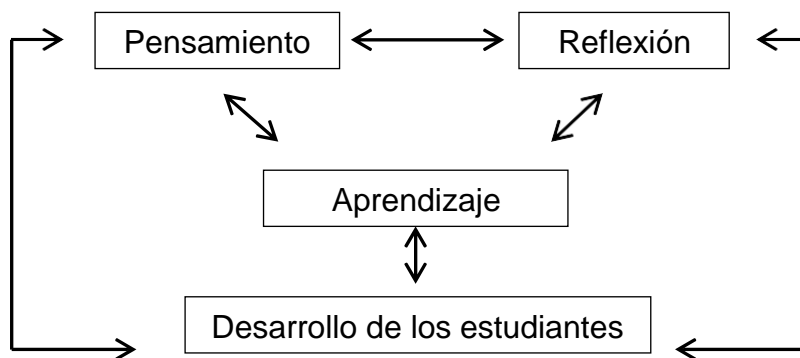 Pensamiento
Reflexión
Aprendizaje
Desarrollo de los estudiantes